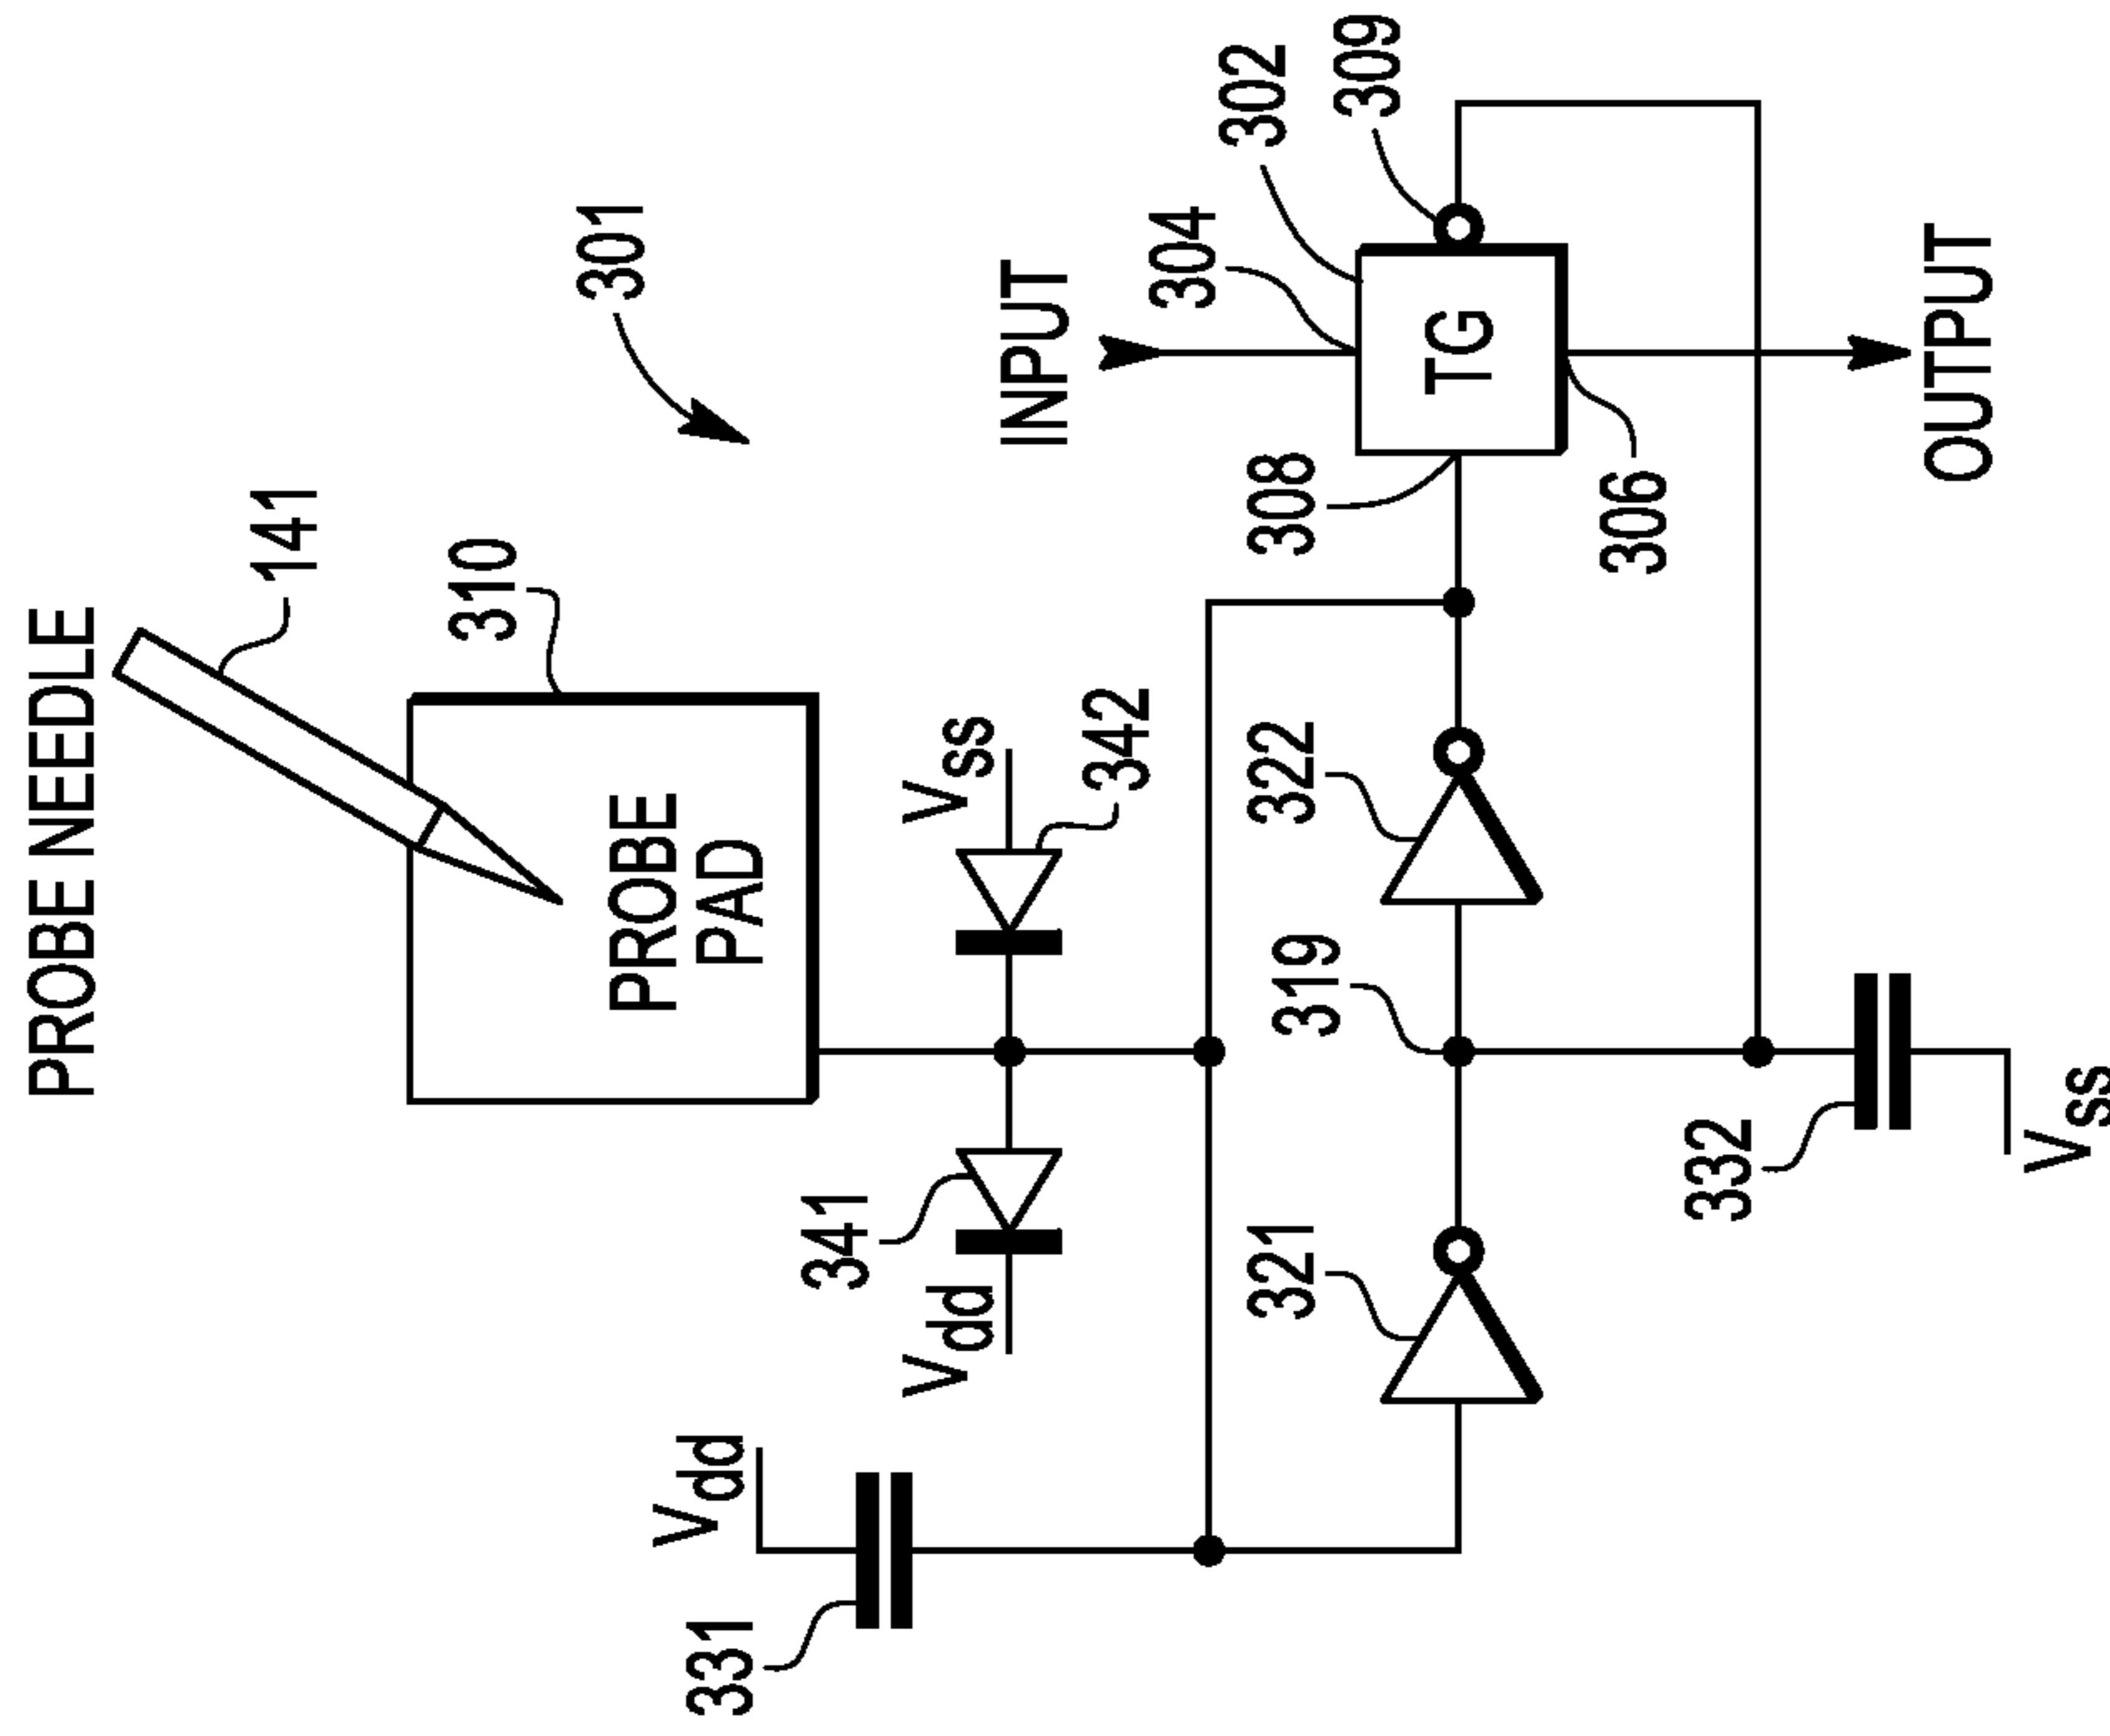 PROBE NEEDLE
141
310
301
PROBE
PAD
Vss
342
341
Vdd
Vdd
331
INPUT
304
302
309
TG
308
306
OUTPUT
322
319
321
332
Vss